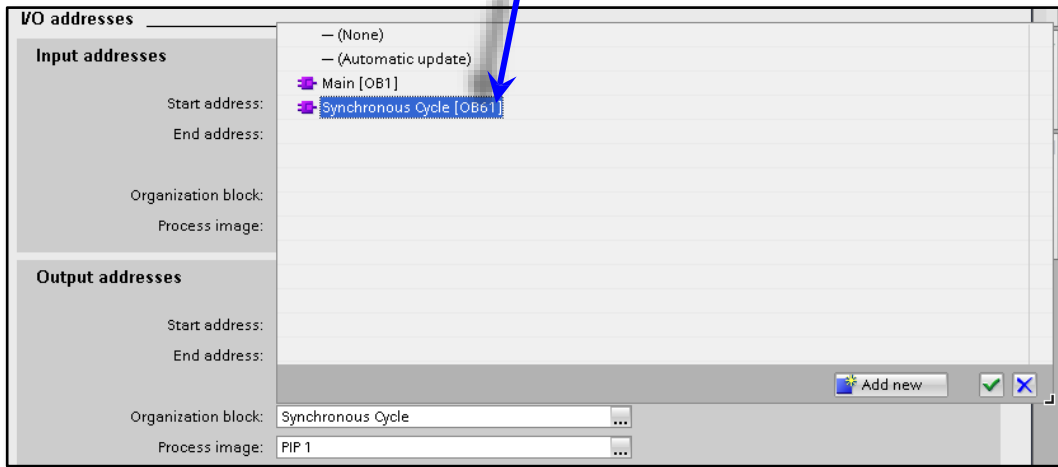 I/O addresses
— (None)
Input addresses
— (Automatic update)
Main [OB1]
Start address:
Synchronous Cycle [OB61]
End address:
Organization block:
Process image:
Output addresses
Start address:
End address:
Add new
Organization block: Synchronous Cycle ...
Process image: PIP 1 ...